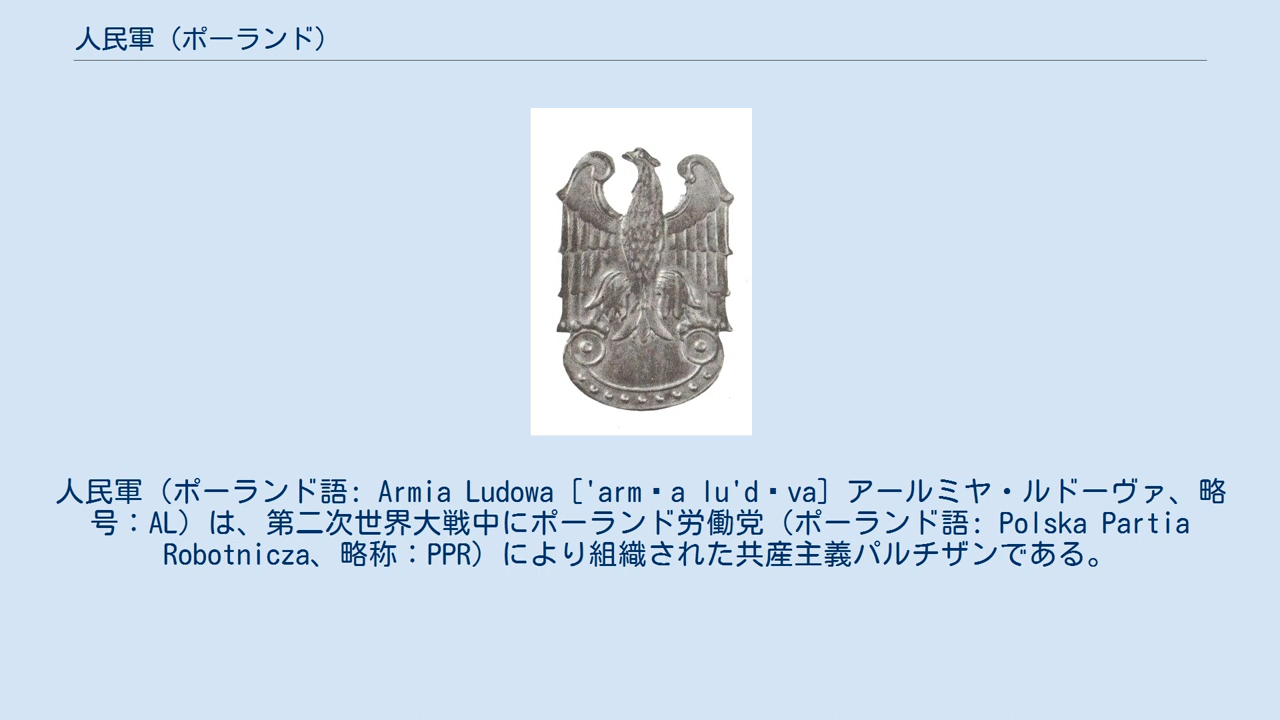 人民軍（ポーランド）
人民軍（ポーランド語: Armia Ludowa ['arm▪a lu'd▪va] アールミヤ・ルドーヴァ、略
号：AL）は、第二次世界大戦中にポーランド労働党（ポーランド語: Polska Partia
Robotnicza、略称：PPR）により組織された共産主義パルチザンである。